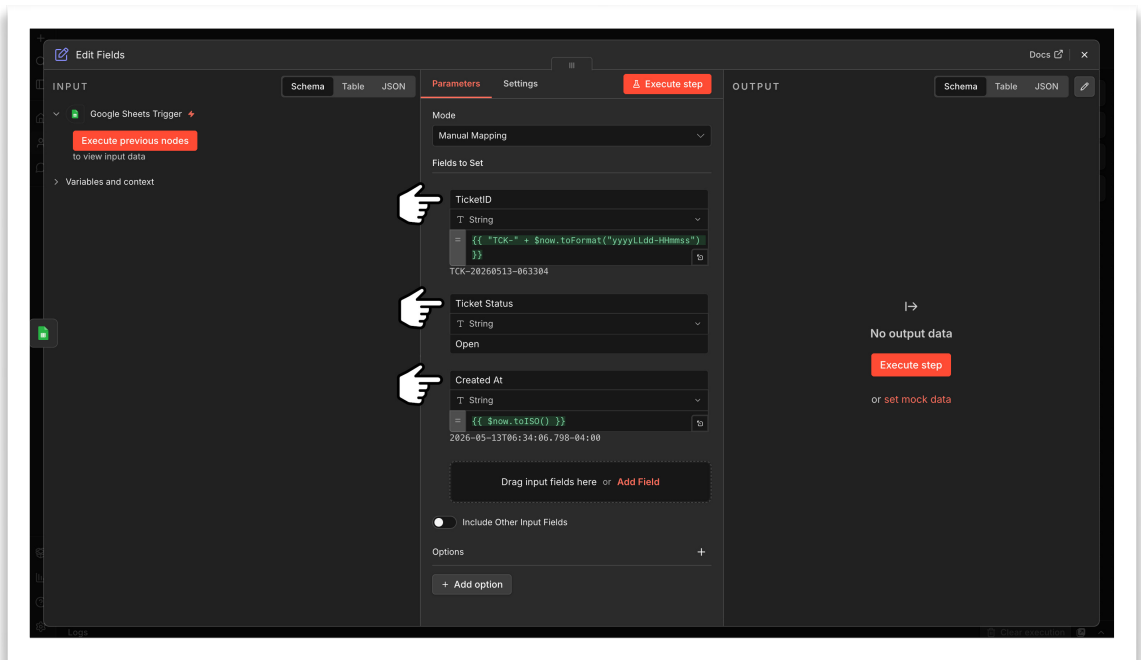 Edit Fields
Docs
INPUT
Schema Table JSON
Google Sheets Trigger
Execute previous nodes
to view input data
Variables and context
Parameters Settings
Execute step
Mode
Manual Mapping
Fields to Set
TicketID
T String
= {{ "TCK-" + $now.toFormat("yyyyLLdd-HHmmss")
}}
TCK-20260513-063304
Ticket Status
T String
Open
Created At
T String
= {{ $now.toISO() }}
2026-05-13T06:34:06.798-04:00
Drag input fields here or Add Field
Include Other Input Fields
Options
+ Add option
OUTPUT
Schema Table JSON
No output data
Execute step
or set mock data
Logs
Clear execution